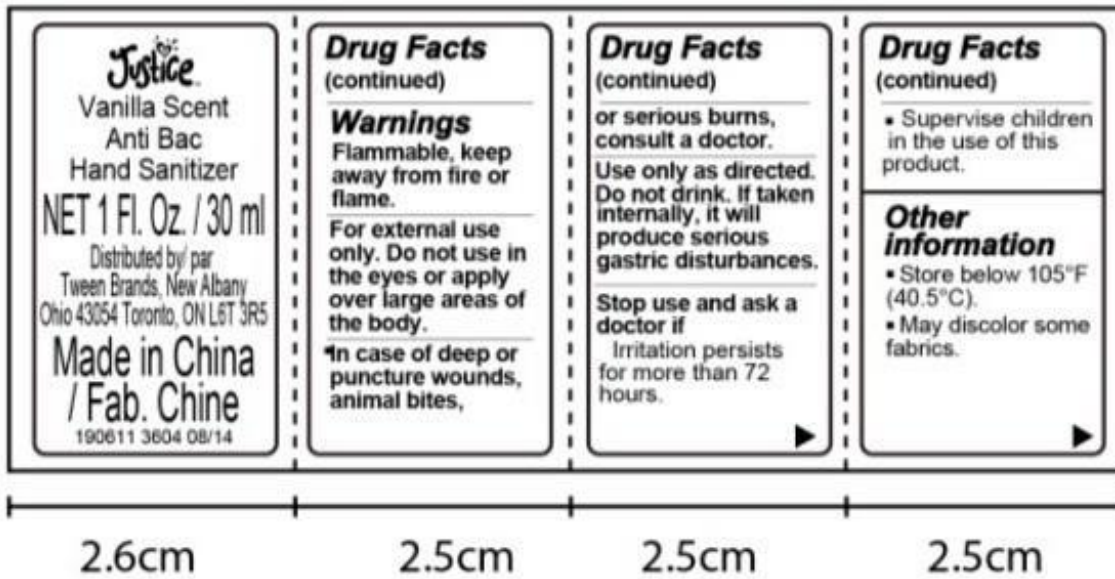 Justice™
Vanilla Scent
Anti Bac
Hand Sanitizer
NET 1 Fl. Oz. / 30 ml
Distributed by/ par
Tween Brands, New Albany
Ohio 43054 Toronto, ON L6T 3R5
Made in China
/ Fab. Chine
190611 3604 08/14
Drug Facts
(continued)
Warnings
Flammable, keep
away from fire or
flame.
For external use
only. Do not use in
the eyes or apply
over large areas of
the body.
In case of deep or
puncture wounds,
animal bites,
Drug Facts
(continued)
or serious burns,
consult a doctor.
Use only as directed.
Do not drink. If taken
internally, it will
produce serious
gastric disturbances.
Stop use and ask a
doctor if
Irritation persists
for more than 72
hours.
Drug Facts
(continued)
▪ Supervise children
in the use of this
product.
Other
information
▪ Store below 105°F
(40.5°C).
▪ May discolor some
fabrics.
2.6cm
2.5cm
2.5cm
2.5cm